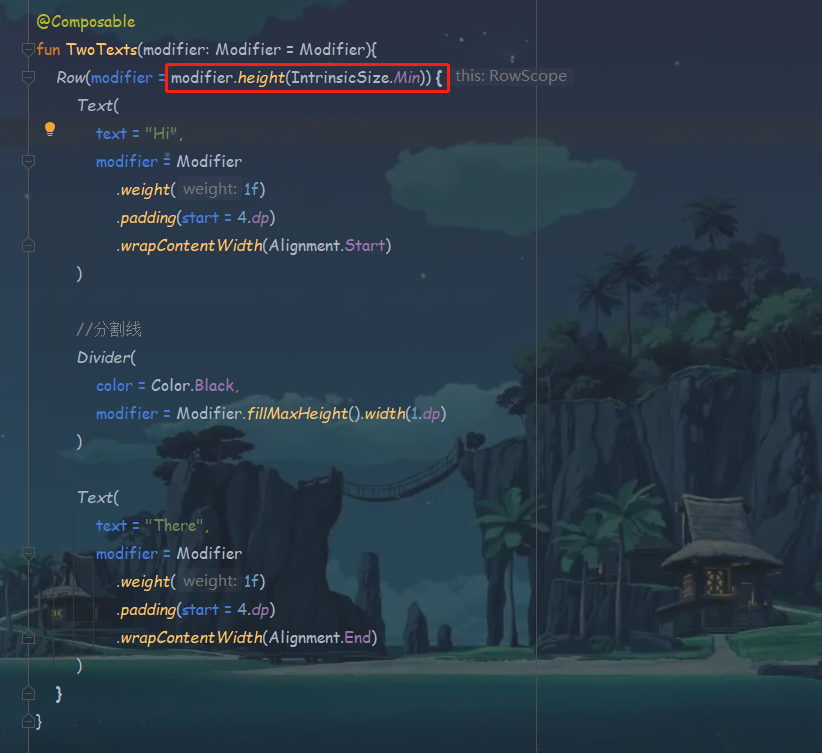 @Composable
fun TwoTexts(modifier: Modifier = Modifier){
Row(modifier = modifier.height(IntrinsicSize.Min)) { this: RowScope
Text(
text = "Hi",
modifier = Modifier
.weight( weight: 1f)
.padding(start = 4.dp)
.wrapContentWidth(Alignment.Start)
)
//分割线
Divider(
color = Color.Black,
modifier = Modifier.fillMaxHeight().width(1.dp)
)
Text(
text = "There",
modifier = Modifier
.weight( weight: 1f)
.padding(start = 4.dp)
.wrapContentWidth(Alignment.End)
)
}
}